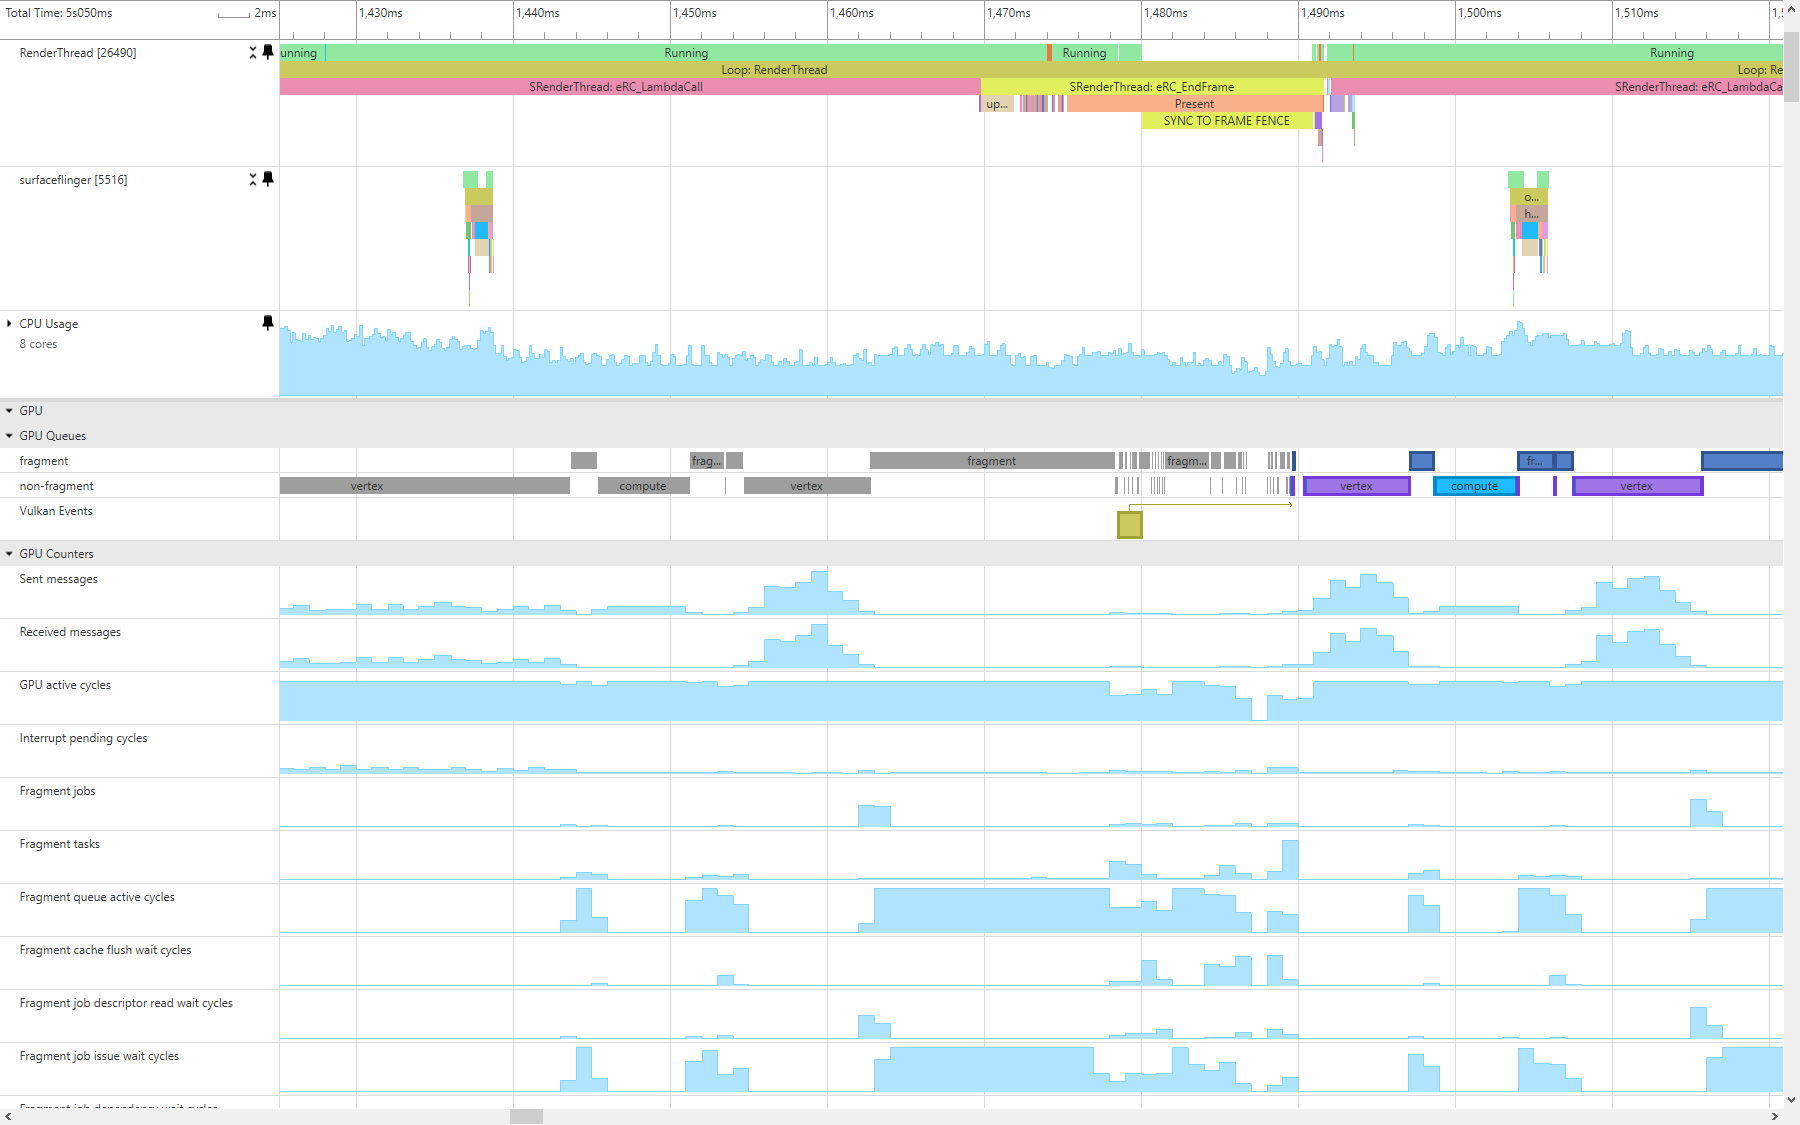 Total Time: 5s050ms 2ms 1,430ms 1,440ms 1,450ms 1,460ms 1,470ms 1,480ms 1,490ms 1,500ms 1,510ms
RenderThread [26490] unning Running Running Running
Loop: RenderThread Loop: Re
SRenderThread: eRC_LambdaCall SRenderThread: eRC_EndFrame SRenderThread: eRC_LambdaCa
up... Present
SYNC TO FRAME FENCE
surfaceflinger [5516]
o...
h...
CPU Usage
8 cores
GPU
GPU Queues
fragment frag... fragment fragm... fr...
non-fragment vertex compute vertex vertex compute vertex
Vulkan Events
GPU Counters
Sent messages
Received messages
GPU active cycles
Interrupt pending cycles
Fragment jobs
Fragment tasks
Fragment queue active cycles
Fragment cache flush wait cycles
Fragment job descriptor read wait cycles
Fragment job issue wait cycles